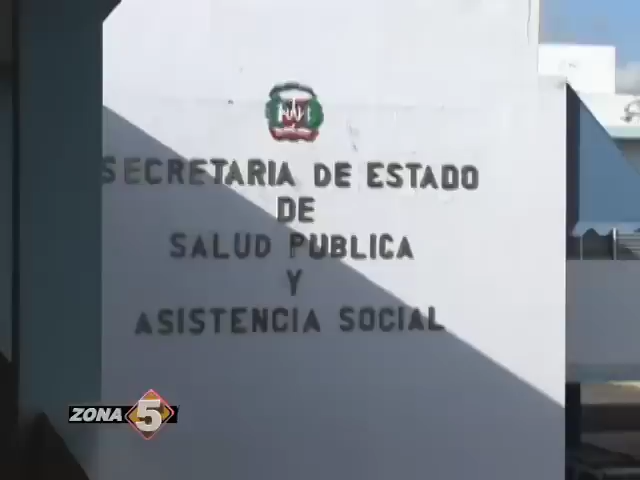 SECRETARIA DE ESTADO
DE
SALUD PUBLICA
Y
ASISTENCIA SOCIAL
ZONA 5